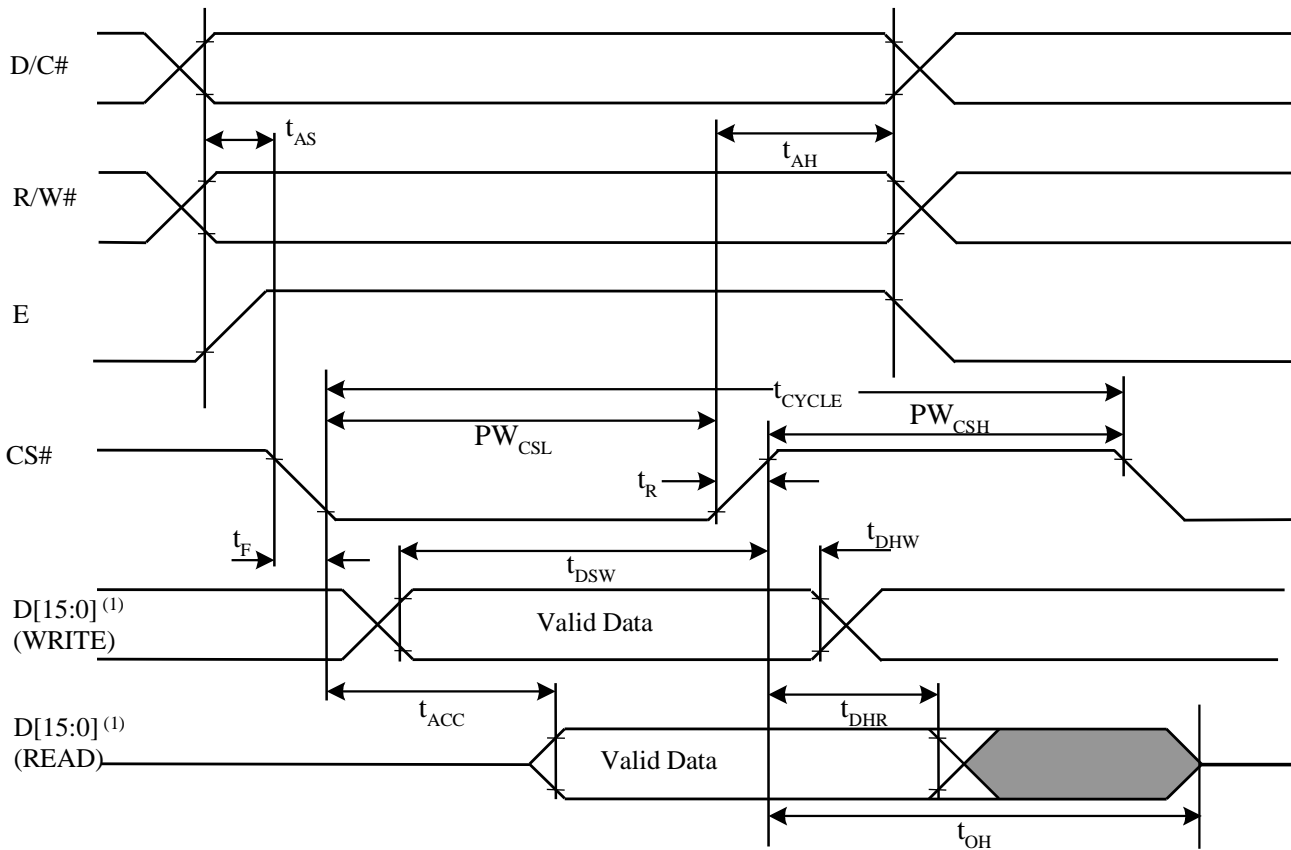 D/C#
t_AS
t_AH
R/W#
E
t_CYCLE
PW_CSL
PW_CSH
CS#
t_R
t_F
t_DSW
t_DHW
D[15:0] (1)
(WRITE)
Valid Data
t_ACC
t_DHR
D[15:0] (1)
(READ)
Valid Data
t_OH